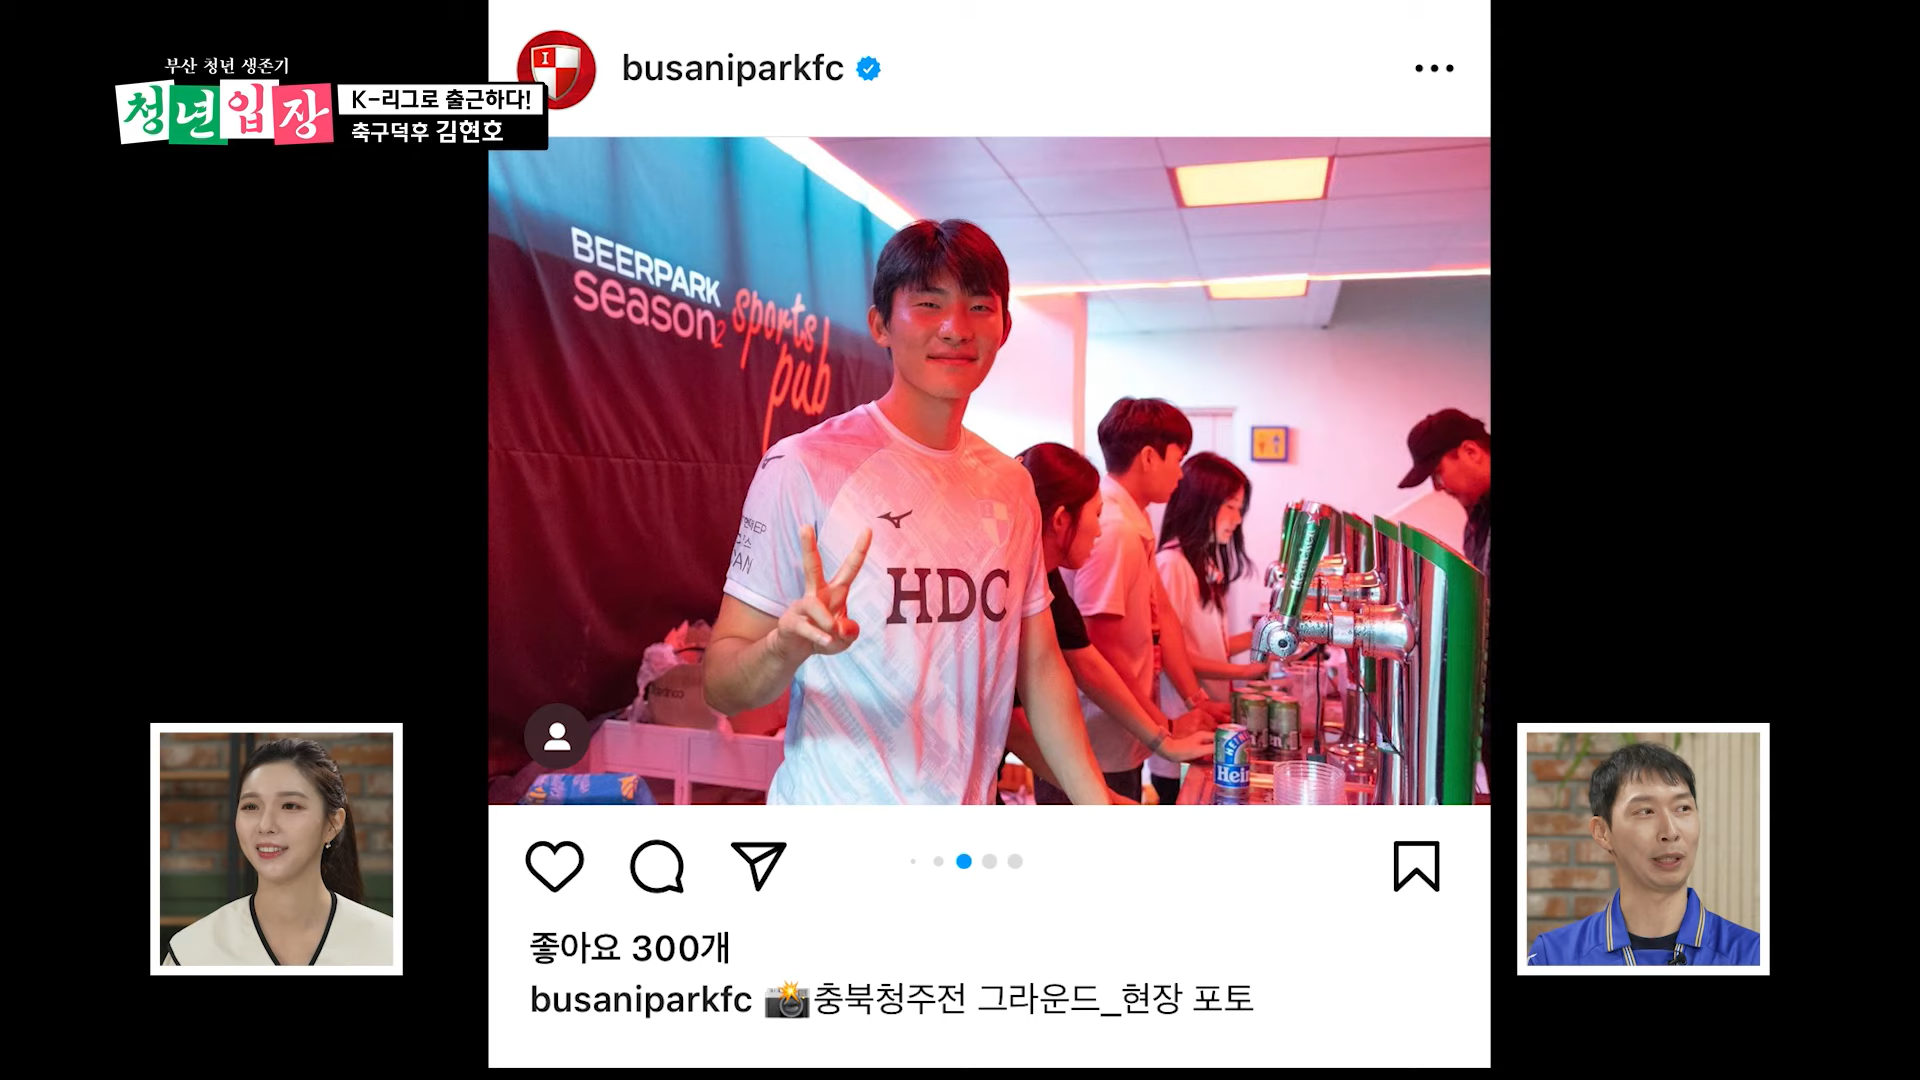 부산 청년 생존기
청년입장
K-리그로 출근하다!
축구덕후 김현호
I
busaniparkfc
BEERPARK
season2
sports
pub
HDC
Heineken
좋아요 300개
busaniparkfc 📸충북청주전 그라운드_현장 포토